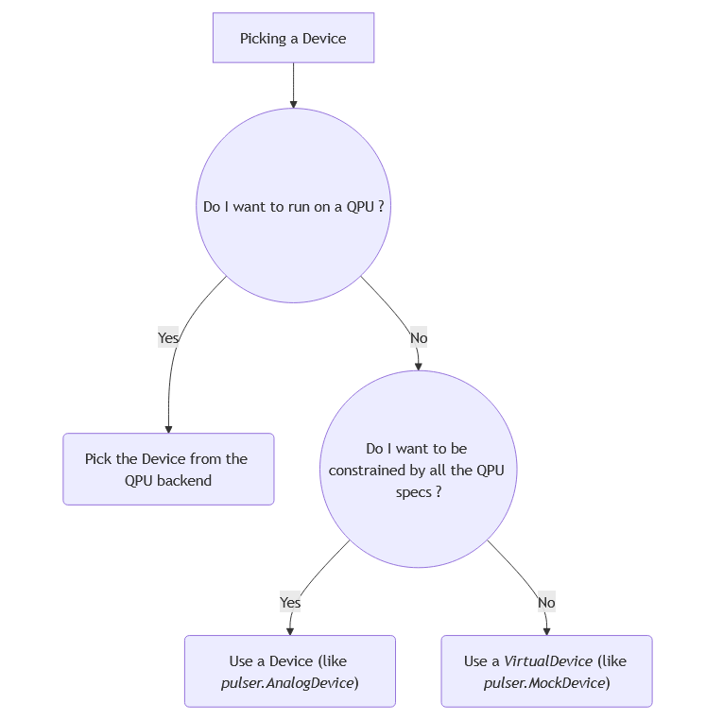 Picking a Device
Do I want to run on a QPU ?
Yes
No
Pick the Device from the
QPU backend
Do I want to be
constrained by all the QPU
specs ?
Yes
No
Use a Device (like
pulser.AnalogDevice)
Use a VirtualDevice (like
pulser.MockDevice)